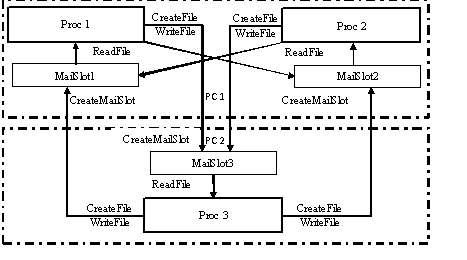 Proc 1
CreateFile
WriteFile
CreateFile
WriteFile
Proc 2
ReadFile
ReadFile
MailSlot1
MailSlot2
CreateMailSlot
PC 1
CreateMailSlot
CreateMailSlot
PC 2
MailSlot3
ReadFile
CreateFile
WriteFile
Proc 3
CreateFile
WriteFile